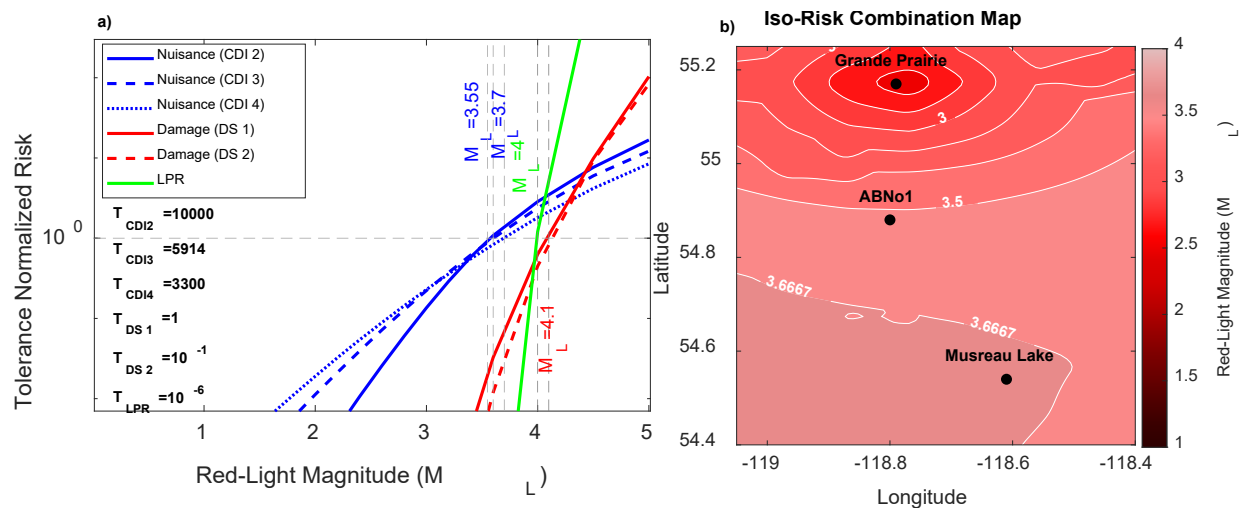 a)
Nuisance (CDI 2)
Nuisance (CDI 3)
Nuisance (CDI 4)
Damage (DS 1)
Damage (DS 2)
LPR
M L =3.55
M L =3.7
M L =4
M L =4.1
T CDI2 =10000
T CDI3 =5914
T CDI4 =3300
T DS 1 =1
T DS 2 =10 -1
T LPR =10 -6
10 0
Tolerance Normalized Risk
1 2 3 4 5
Red-Light Magnitude (M L )
b)
Iso-Risk Combination Map
3
Grande Prairie
3
3.5
ABNo1
3.6667
3.6667
Musreau Lake
55.2
55
54.8
54.6
54.4
Latitude
-119 -118.8 -118.6 -118.4
Longitude
4
3.5
3
2.5
2
1.5
1
Red-Light Magnitude (M L )